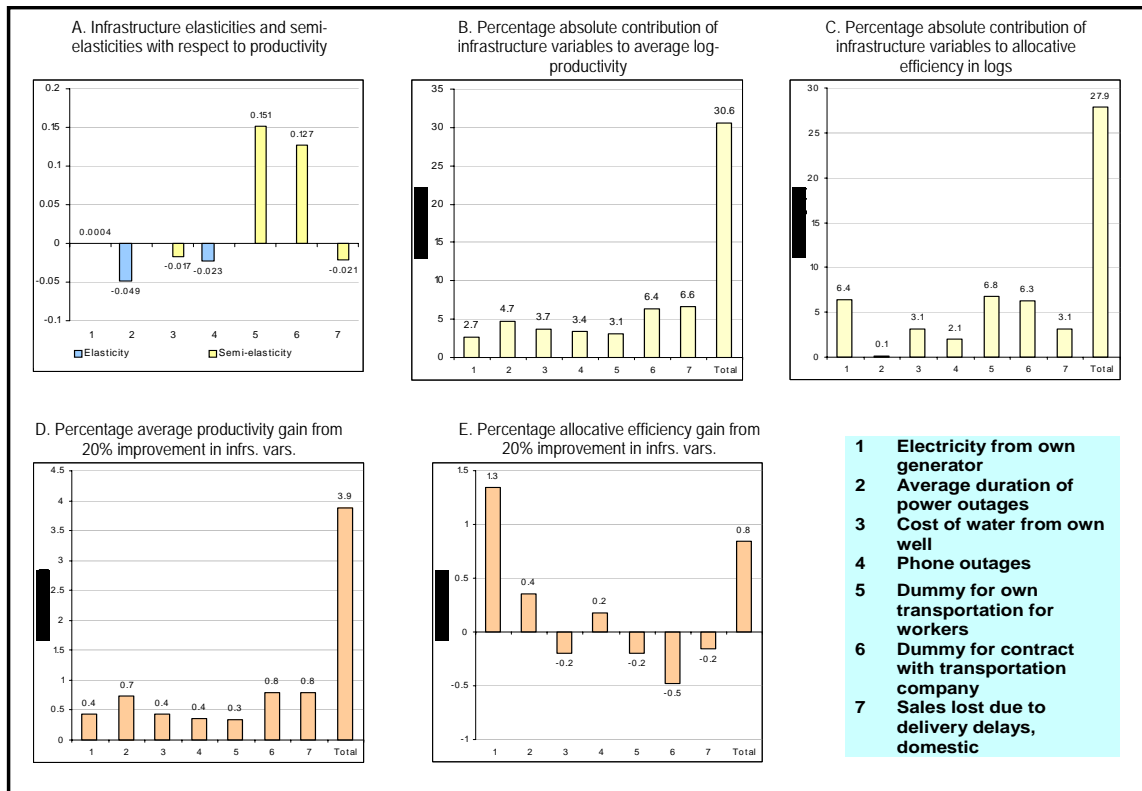 A. Infrastructure elasticities and semi-
elasticities with respect to productivity
0.2
0.15
0.1
0.05
0
-0.05
-0.1
0.0004
-0.049
-0.017
-0.023
0.151
0.127
-0.021
1 2 3 4 5 6 7
Elasticity Semi-elasticity
B. Percentage absolute contribution of
infrastructure variables to average log-
productivity
35
30
25
20
15
10
5
0
2.7
4.7
3.7
3.4
3.1
6.4
6.6
30.6
1 2 3 4 5 6 7 Total
C. Percentage absolute contribution of
infrastructure variables to allocative
efficiency in logs
30
27
20
15
10
5
0
6.4
0.1
3.1
2.1
6.8
6.3
3.1
27.9
1 2 3 4 5 6 7 Total
D. Percentage average productivity gain from
20% improvement in infrs. vars.
4.5
4
3.5
3
2.5
2
1.5
1
0.5
0
0.4
0.7
0.4
0.4
0.3
0.8
0.8
3.9
1 2 3 4 5 6 7 Total
E. Percentage allocative efficiency gain from
20% improvement in infrs. vars.
1.5
1
0.5
0
-0.5
-1
1.3
0.4
-0.2
0.2
-0.2
-0.5
-0.2
0.8
1 2 3 4 5 6 7 Total
1 Electricity from own
generator
2 Average duration of
power outages
3 Cost of water from own
well
4 Phone outages
5 Dummy for own
transportation for
workers
6 Dummy for contract
with transportation
company
7 Sales lost due to
delivery delays,
domestic